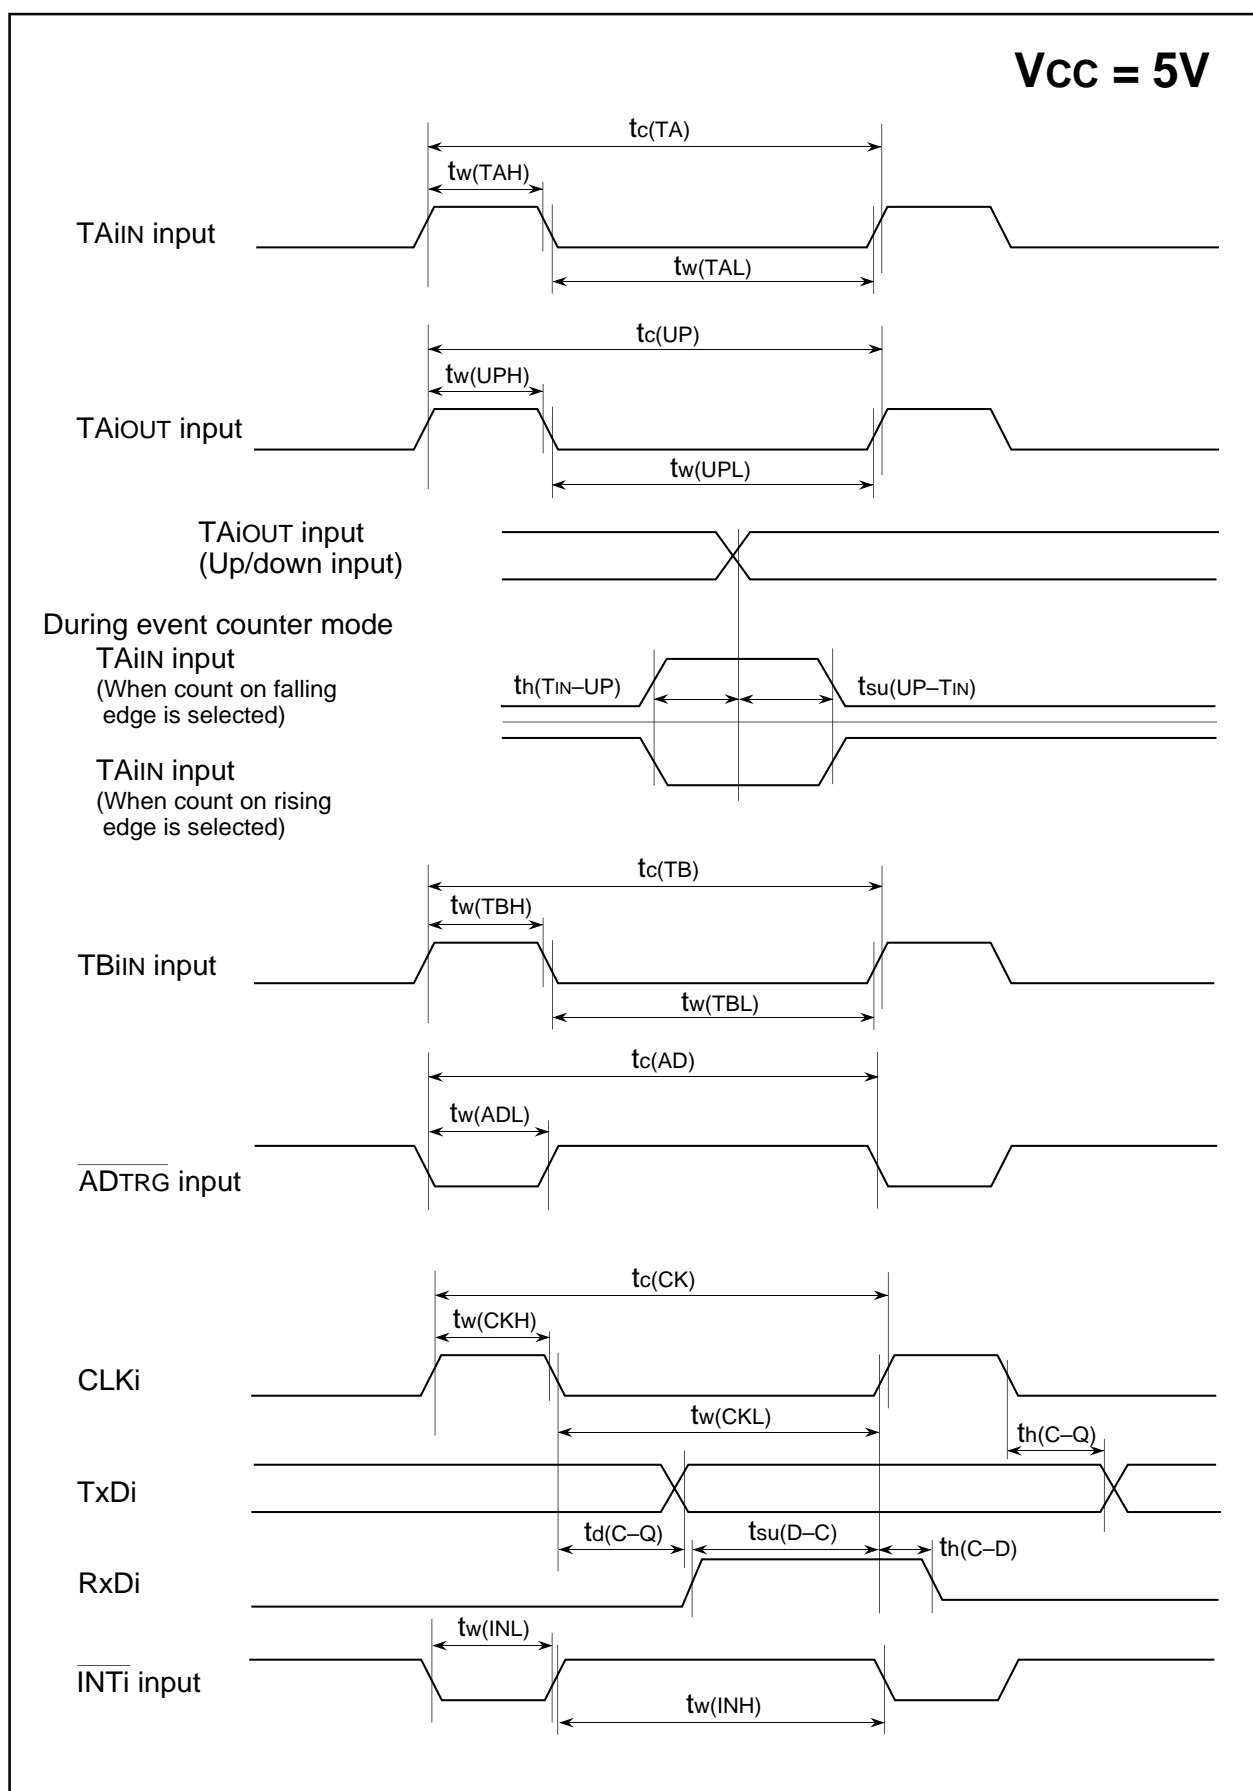 VCC = 5V
tc(TA)
tw(TAH)
TAiIN input
tw(TAL)
tc(UP)
tw(UPH)
TAiOUT input
tw(UPL)
TAiOUT input
(Up/down input)
During event counter mode
TAiIN input
(When count on falling
edge is selected)
th(TIN–UP)
tsu(UP–TIN)
TAiIN input
(When count on rising
edge is selected)
tc(TB)
tw(TBH)
TBiIN input
tw(TBL)
tc(AD)
tw(ADL)
ADTRG input
tc(CK)
tw(CKH)
CLKi
tw(CKL)
th(C–Q)
TxDi
td(C–Q)
tsu(D–C)
th(C–D)
RxDi
tw(INL)
INTi input
tw(INH)